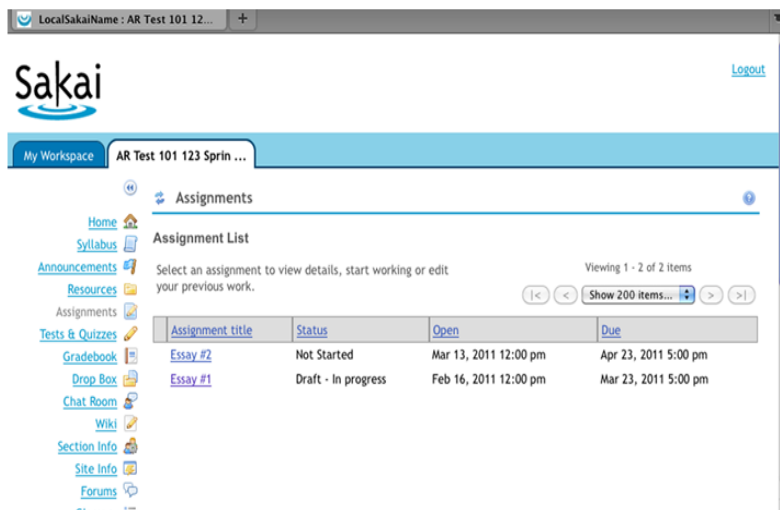 LocalSakaiName : AR Test 101 12...
Sakai
Logout
My Workspace
AR Test 101 123 Sprin ...
Assignments
Home
Syllabus
Announcements
Resources
Assignments
Tests & Quizzes
Gradebook
Drop Box
Chat Room
Wiki
Section Info
Site Info
Forums
Assignment List
Select an assignment to view details, start working or edit
your previous work.
Viewing 1 - 2 of 2 items
|< < Show 200 items... > >|
Assignment title Status Open Due
Essay #2 Not Started Mar 13, 2011 12:00 pm Apr 23, 2011 5:00 pm
Essay #1 Draft - In progress Feb 16, 2011 12:00 pm Mar 23, 2011 5:00 pm